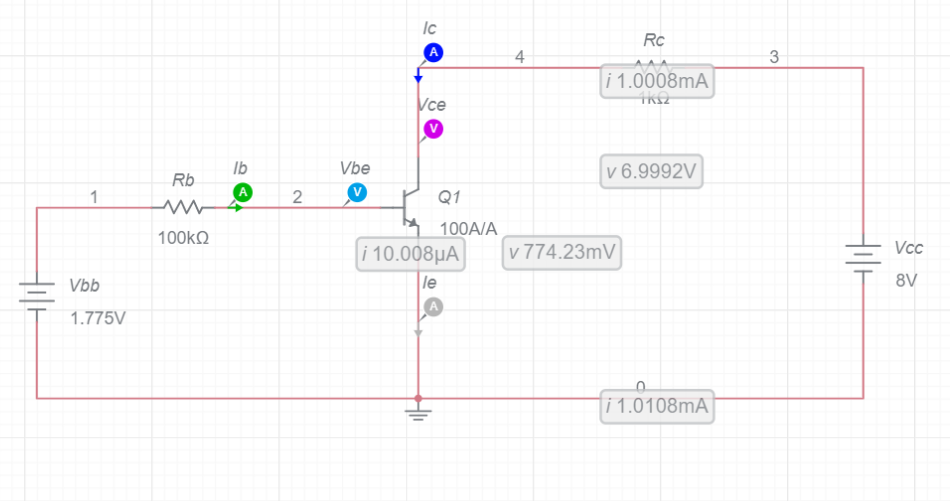 Ic
A
4
Rc
3
i 1.0008mA
1kΩ
Vce
V
v 6.9992V
Ib
Vbe
Rb
A
V
1
2
Q1
100kΩ
100A/A
i 10.008µA
v 774.23mV
Vcc
8V
Vbb
1.775V
Ie
A
0
i 1.0108mA